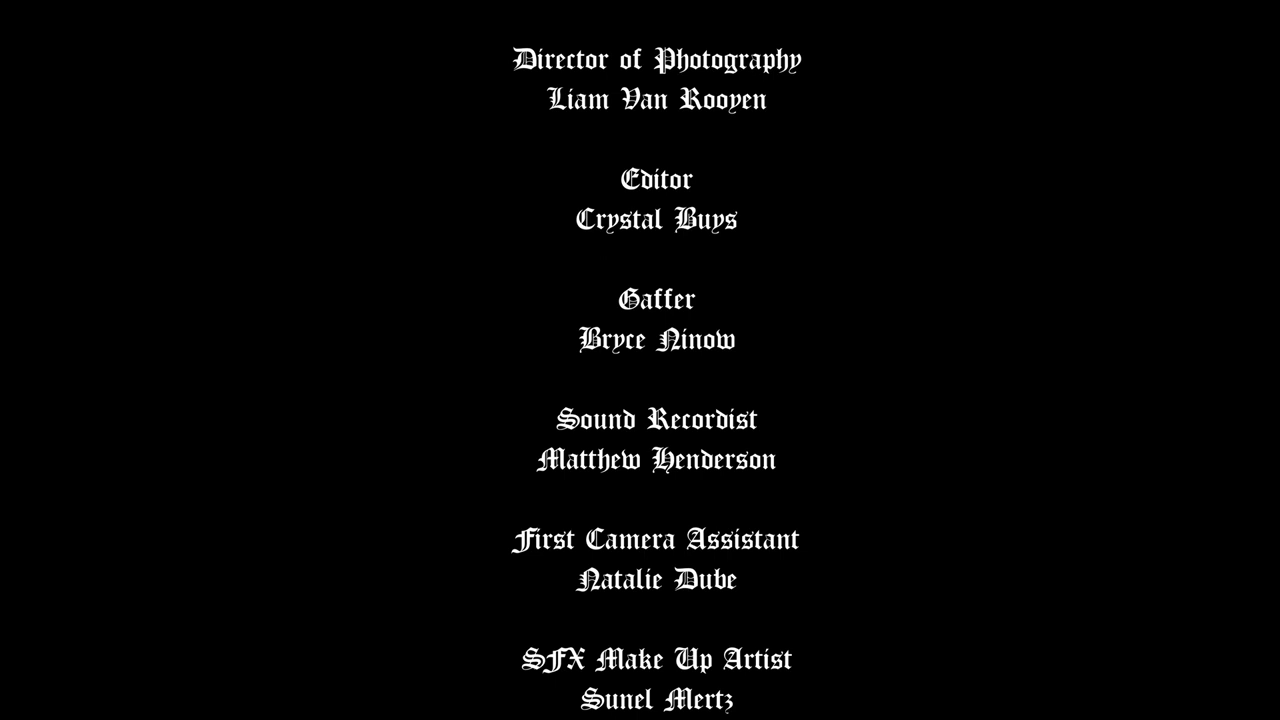 Director of Photography
Liam Van Rooyen
Editor
Crystal Buys
Gaffer
Bryce Ninow
Sound Recordist
Matthew Henderson
First Camera Assistant
Natalie Dube
SFX Make Up Artist
Sunel Mertz